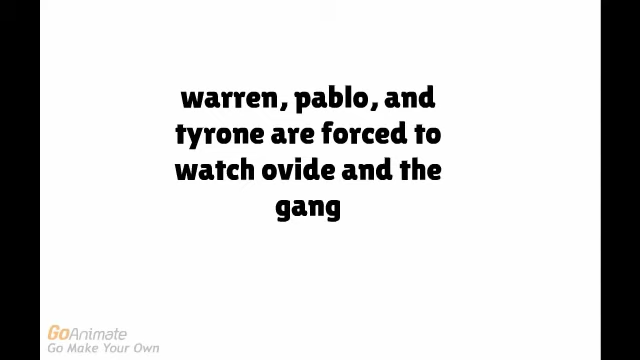 warren, pablo, and
tyrone are forced to
watch ovide and the
gang
GoAnimate
Go Make Your Own